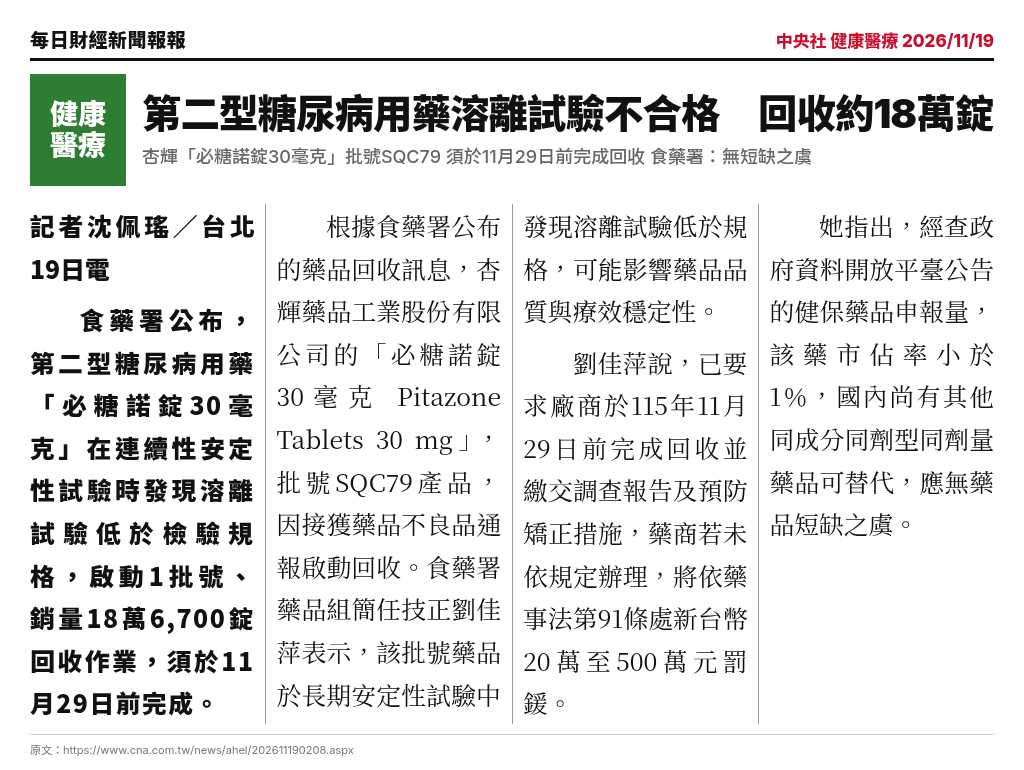 每日財經新聞報報
中央社 健康醫療 2026/11/19
健康
醫療
第二型糖尿病用藥溶離試驗不合格　回收約18萬錠
杏輝「必糖諾錠30毫克」批號SQC79 須於11月29日前完成回收 食藥署：無短缺之虞
記者沈佩瑤／台北
19日電
食藥署公布，
第二型糖尿病用藥
「必糖諾錠30毫
克」在連續性安定
性試驗時發現溶離
試驗低於檢驗規
格，啟動1批號、
銷量18萬6,700錠
回收作業，須於11
月29日前完成。
根據食藥署公布
的藥品回收訊息，杏
輝藥品工業股份有限
公司的「必糖諾錠
30毫克 Pitazone
Tablets 30 mg」，
批號SQC79產品，
因接獲藥品不良品通
報啟動回收。食藥署
藥品組簡任技正劉佳
萍表示，該批號藥品
於長期安定性試驗中
發現溶離試驗低於規
格，可能影響藥品品
質與療效穩定性。
劉佳萍說，已要
求廠商於115年11月
29日前完成回收並
繳交調查報告及預防
矯正措施，藥商若未
依規定辦理，將依藥
事法第91條處新台幣
20萬至500萬元罰
鍰。
她指出，經查政
府資料開放平臺公告
的健保藥品申報量，
該藥市佔率小於
1%，國內尚有其他
同成分同劑型同劑量
藥品可替代，應無藥
品短缺之虞。
原文：https://www.cna.com.tw/news/ahel/202611190208.aspx